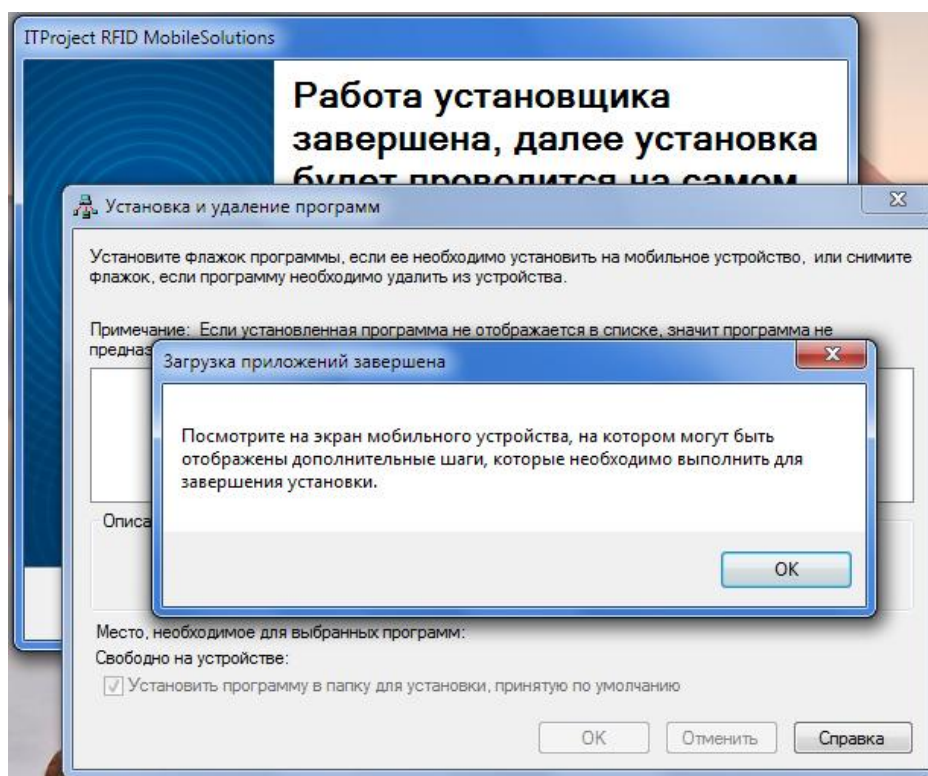 ITProject RFID MobileSolutions
Работа установщика
завершена, далее установка
будет проводится на самом
Установка и удаление программ
Установите флажок программы, если ее необходимо установить на мобильное устройство, или снимите
флажок, если программу необходимо удалить из устройства.
Примечание: Если установленная программа не отображается в списке, значит программа не
Загрузка приложений завершена
Посмотрите на экран мобильного устройства, на котором могут быть
отображены дополнительные шаги, которые необходимо выполнить для
завершения установки.
OK
Место, необходимое для выбранных программ:
Свободно на устройстве:
Установить программу в папку для установки, принятую по умолчанию
OK Отменить Справка